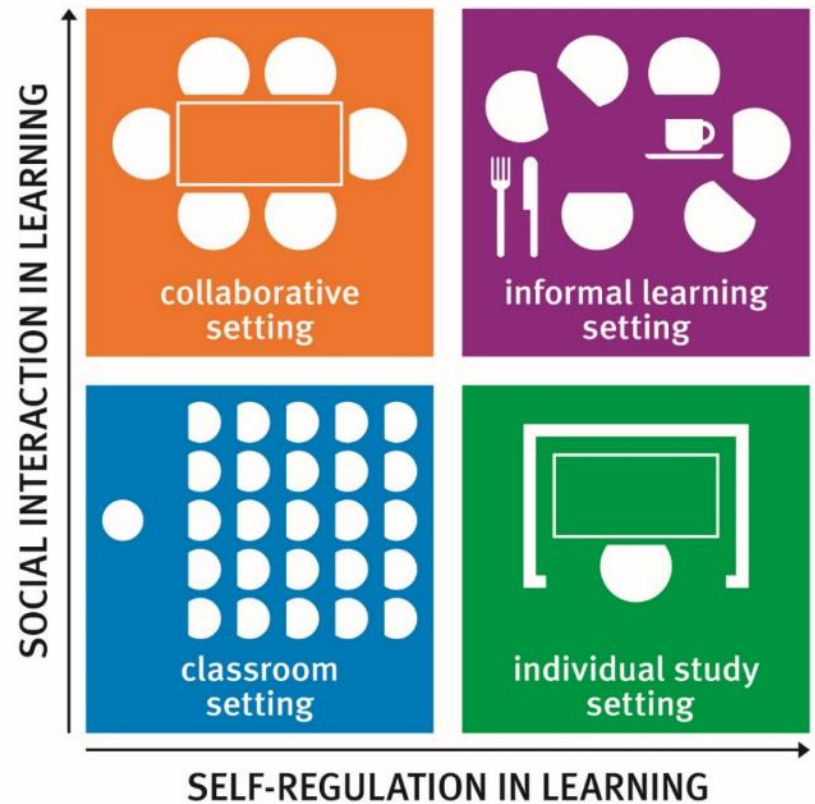 SOCIAL INTERACTION IN LEARNING
collaborative
setting
informal learning
setting
classroom
setting
individual study
setting
SELF-REGULATION IN LEARNING